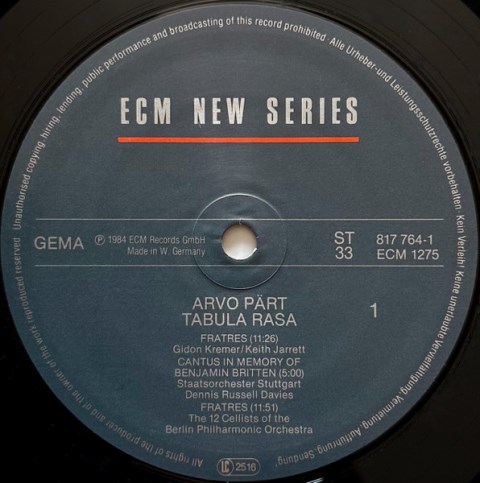 Unauthorised copying, hiring, lending, public performance and broadcasting of this record prohibited · Alle Urheber-und Leistungsschutzrechte vorbehalten. Kein Verleih! Keine unerlaubte Vervielfältigung, Vermietung, Aufführung, Sendung!
All rights of the producer and of the owner of the work reproduced reserved
ECM NEW SERIES
GEMA
℗ 1984 ECM Records GmbH
Made in W. Germany
ST
33
817 764-1
ECM 1275
ARVO PÄRT
TABULA RASA
1
FRATRES (11:26)
Gidon Kremer/Keith Jarrett
CANTUS IN MEMORY OF
BENJAMIN BRITTEN (5:00)
Staatsorchester Stuttgart
Dennis Russell Davies
FRATRES (11:51)
The 12 Cellists of the
Berlin Philharmonic Orchestra
LC 2516